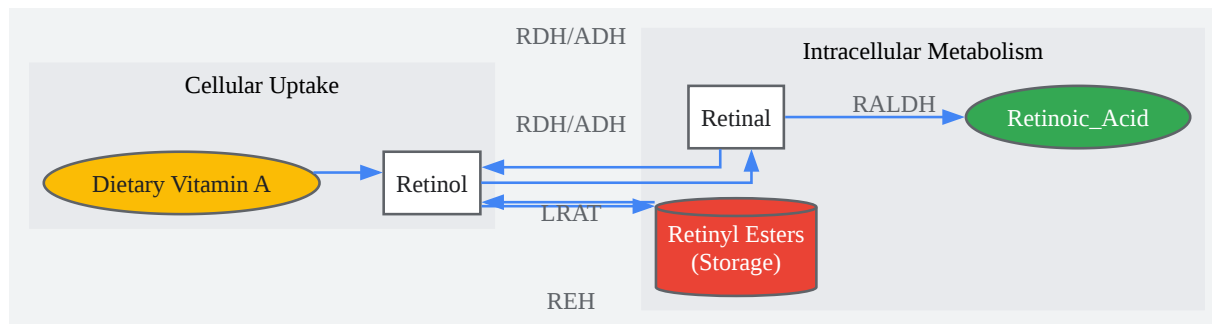 RDH/ADH
Intracellular Metabolism
Cellular Uptake
RALDH
Retinal
Retinoic_Acid
RDH/ADH
Dietary Vitamin A
Retinol
LRAT
Retinyl Esters
(Storage)
REH